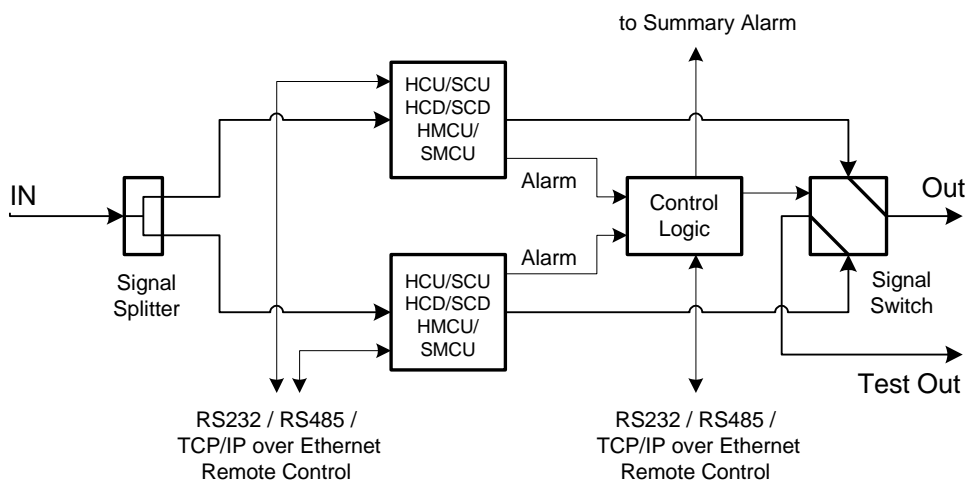 to Summary Alarm
HCU/SCU
HCD/SCD
HMCU/
SMCU
Alarm
IN
Signal
Splitter
Control
Logic
Out
Signal
Switch
Alarm
HCU/SCU
HCD/SCD
HMCU/
SMCU
Test Out
RS232 / RS485 /
TCP/IP over Ethernet
Remote Control
RS232 / RS485 /
TCP/IP over Ethernet
Remote Control